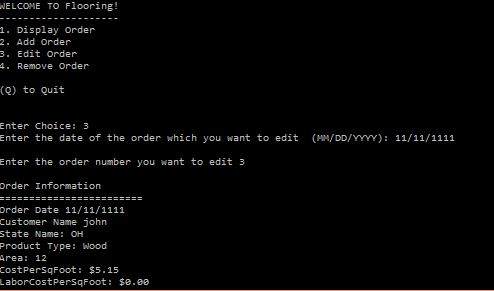 WELCOME TO Flooring!
--------------------
1. Display Order
2. Add Order
3. Edit Order
4. Remove Order
(Q) to Quit
Enter Choice: 3
Enter the date of the order which you want to edit  (MM/DD/YYYY): 11/11/1111
Enter the order number you want to edit 3
Order Information
========================
Order Date 11/11/1111
Customer Name john
State Name: OH
Product Type: Wood
Area: 12
CostPerSqFoot: $5.15
LaborCostPerSqFoot: $0.00